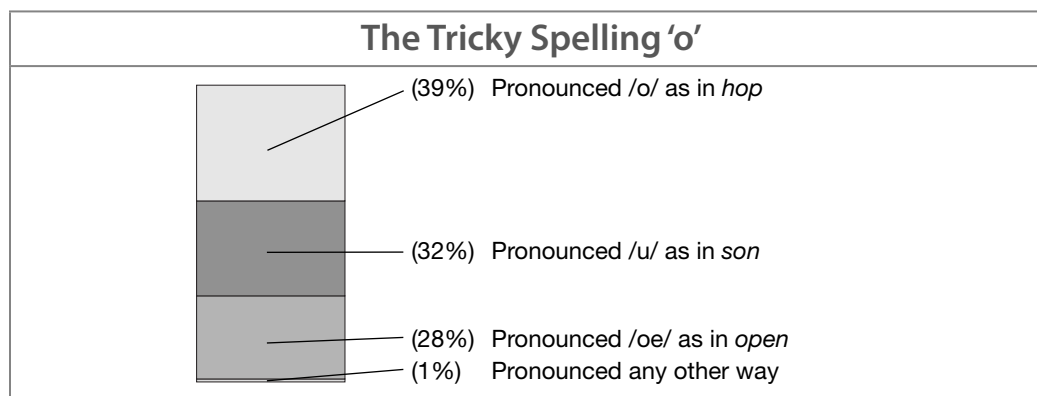 The Tricky Spelling ‘o’
(39%) Pronounced /o/ as in hop
(32%) Pronounced /u/ as in son
(28%) Pronounced /oe/ as in open
(1%) Pronounced any other way